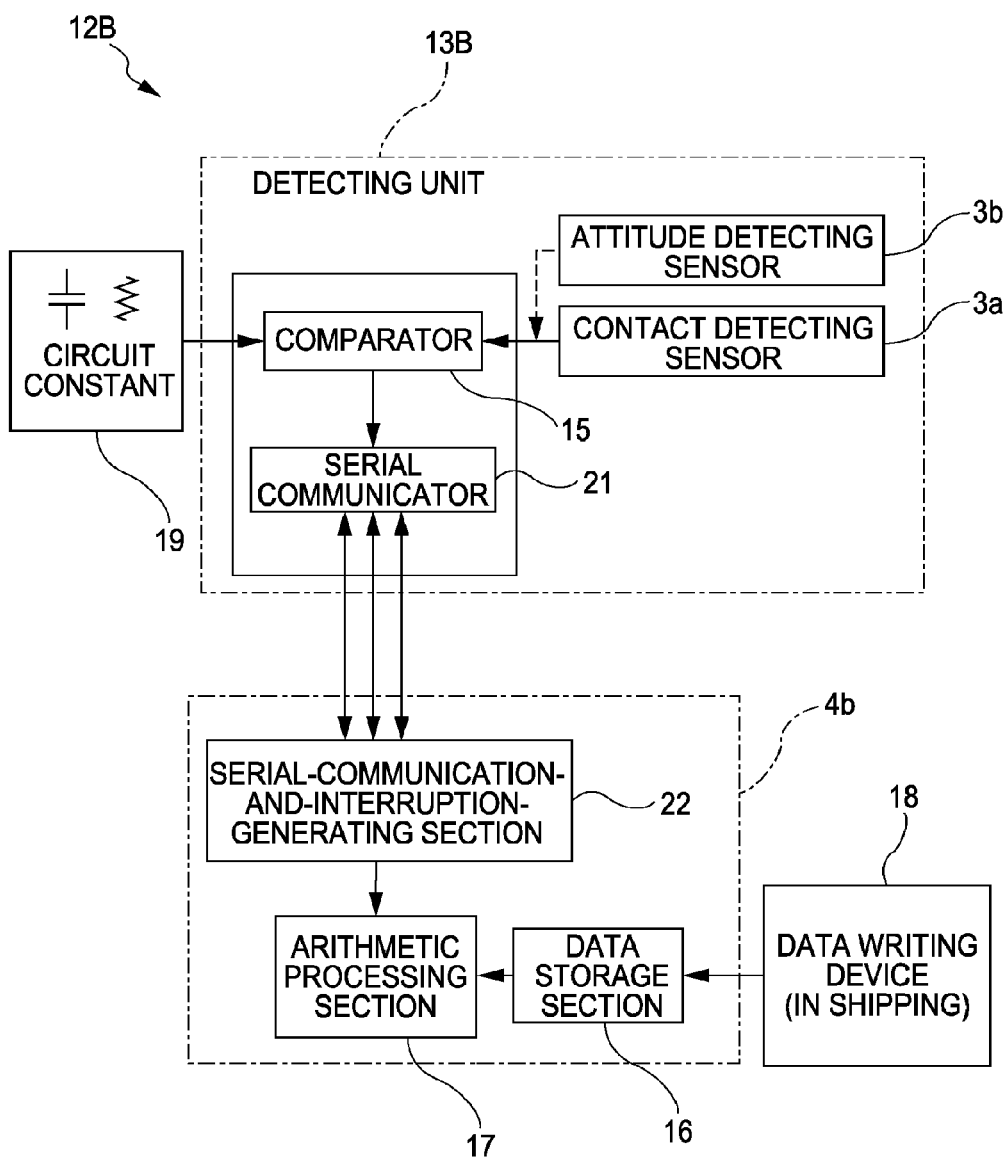 12B
13B
DETECTING UNIT
3b
ATTITUDE DETECTING
SENSOR
3a
CONTACT DETECTING
SENSOR
COMPARATOR
CIRCUIT
CONSTANT
15
SERIAL
COMMUNICATOR
21
19
4b
SERIAL-COMMUNICATION-
AND-INTERRUPTION-
GENERATING SECTION
22
18
ARITHMETIC
PROCESSING
SECTION
DATA
STORAGE
SECTION
DATA WRITING
DEVICE
(IN SHIPPING)
17
16